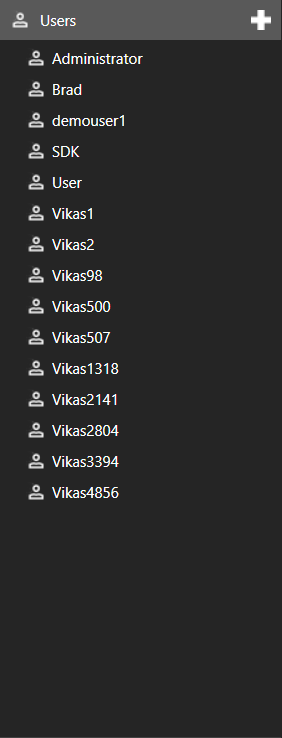 Users
Administrator
Brad
demouser1
SDK
User
Vikas1
Vikas2
Vikas98
Vikas500
Vikas507
Vikas1318
Vikas2141
Vikas2804
Vikas3394
Vikas4856